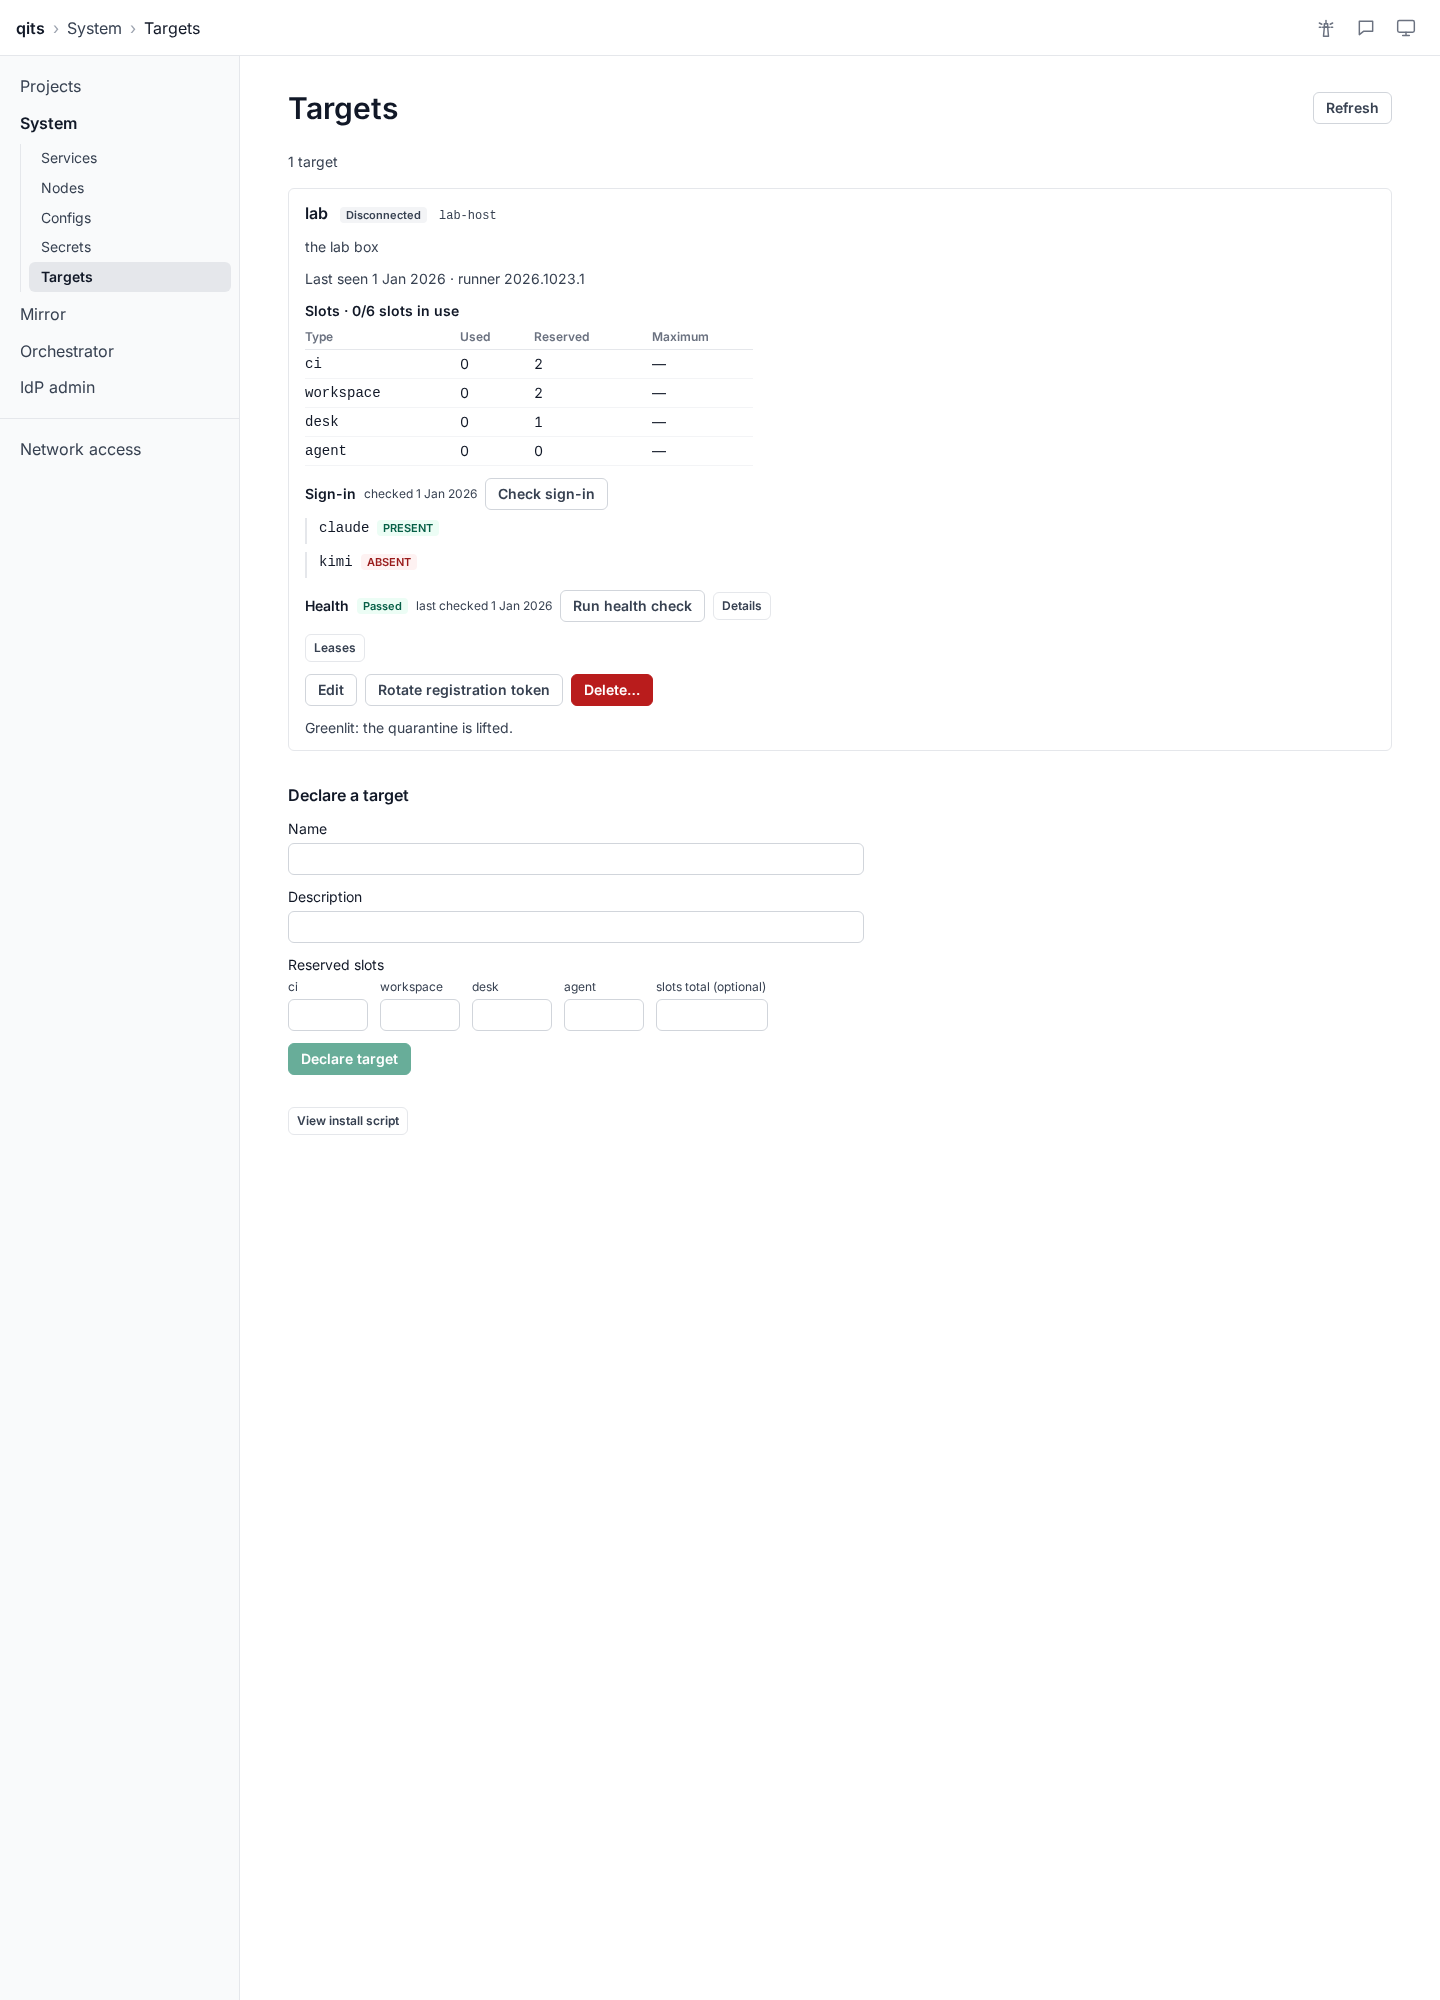 qits › System › Targets
Projects
System
Services
Nodes
Configs
Secrets
Targets
Mirror
Orchestrator
IdP admin
Network access
Targets
Refresh
1 target
lab Disconnected lab-host
the lab box
Last seen 1 Jan 2026 · runner 2026.1023.1
Slots · 0/6 slots in use
Type Used Reserved Maximum
ci 0 2 —
workspace 0 2 —
desk 0 1 —
agent 0 0 —
Sign-in checked 1 Jan 2026 Check sign-in
claude PRESENT
kimi ABSENT
Health Passed last checked 1 Jan 2026 Run health check Details
Leases
Edit Rotate registration token Delete...
Greenlit: the quarantine is lifted.
Declare a target
Name
Description
Reserved slots
ci workspace desk agent slots total (optional)
Declare target
View install script